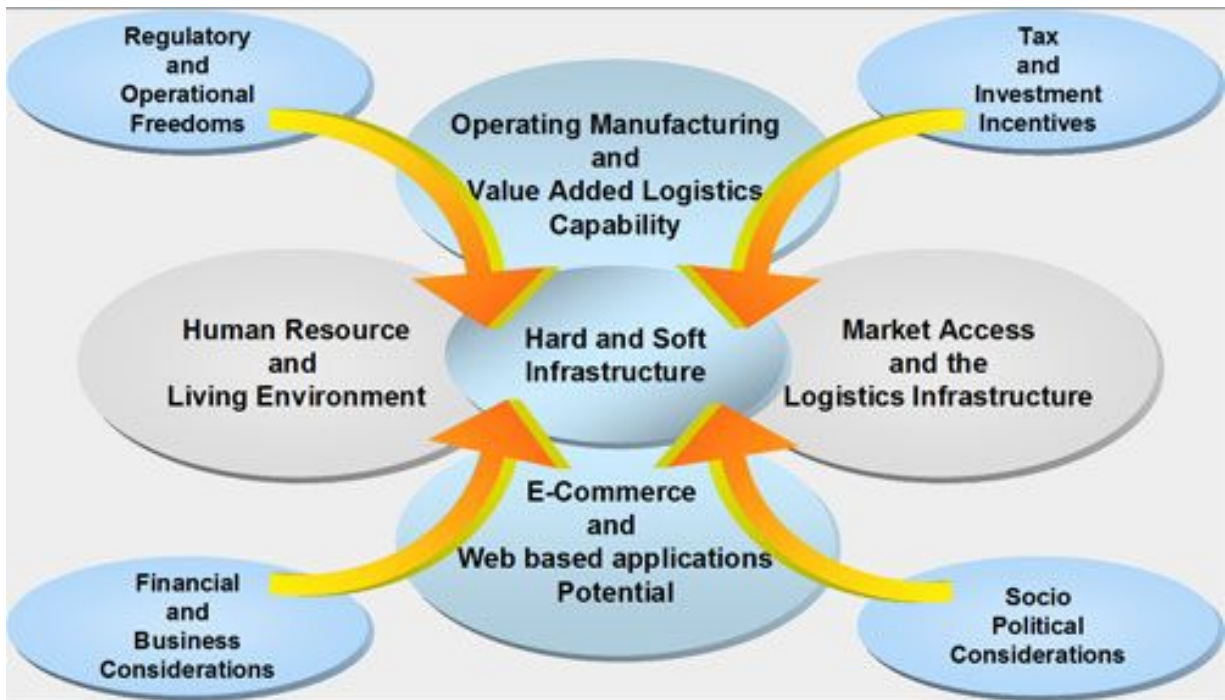 Regulatory
and
Operational
Freedoms
Tax
and
Investment
Incentives
Operating Manufacturing
and
Value Added Logistics
Capability
Human Resource
and
Living Environment
Hard and Soft
Infrastructure
Market Access
and the
Logistics Infrastructure
E-Commerce
and
Web based applications
Potential
Financial
and
Business
Considerations
Socio
Political
Considerations